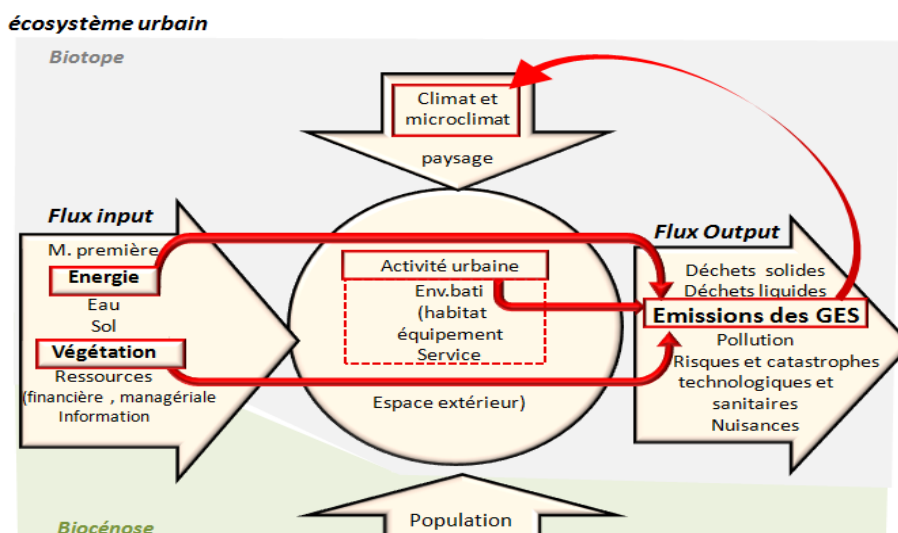 écosystème urbain
Biotope
Climat et
microclimat
paysage
Flux input
M. première
Energie
Eau
Sol
Végétation
Ressources
(financière , managériale
Information
Activité urbaine
Env.bati
(habitat
équipement
Service
Espace extérieur)
Flux Output
Déchets solides
Déchets liquides
Emissions des GES
Pollution
Risques et catastrophes
technologiques et
sanitaires
Nuisances
Population
Biocénose